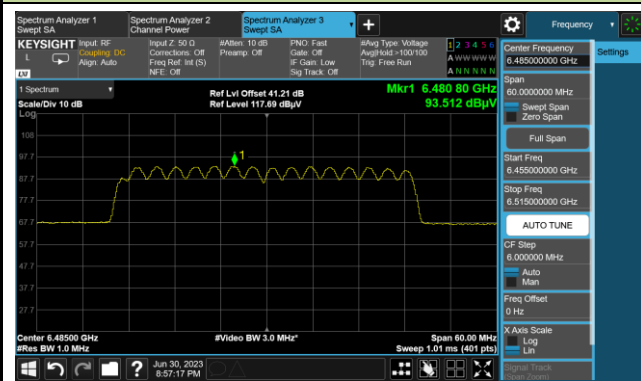 Spectrum Analyzer 1
Swept SA
Spectrum Analyzer 2
Channel Power
Spectrum Analyzer 3
Swept SA
Frequency
KEYSIGHT
L
LXI
Input: RF
Coupling: DC
Align: Auto
Input Z: 50 Ω
Corrections: Off
Freq Ref: Int (S)
NFE: Off
#Atten: 10 dB
Preamp: Off
PNO: Fast
Gate: Off
IF Gain: Low
Sig Track: Off
#Avg Type: Voltage
Avg|Hold:>100/100
Trig: Free Run
1 2 3 4 5 6
A W W W W W
A N N N N N
1 Spectrum
Scale/Div 10 dB
Log
Ref Lvl Offset 41.21 dB
Ref Level 117.69 dBµV
Mkr1 6.480 80 GHz
93.512 dBµV
108
97.7
87.7
77.7
67.7
57.7
47.7
37.7
27.7
1
Center 6.48500 GHz
#Res BW 1.0 MHz
#Video BW 3.0 MHz*
Span 60.00 MHz
Sweep 1.01 ms (401 pts)
Jun 30, 2023
8:57:17 PM
Center Frequency
6.485000000 GHz
Span
60.0000000 MHz
Swept Span
Zero Span
Full Span
Start Freq
6.455000000 GHz
Stop Freq
6.515000000 GHz
AUTO TUNE
CF Step
6.000000 MHz
Auto
Man
Freq Offset
0 Hz
X Axis Scale
Log
Lin
Signal Track
(Span Zoom)
Settings